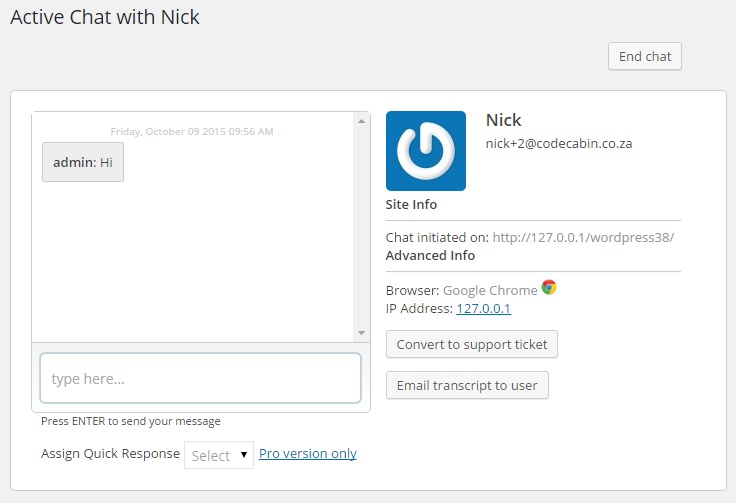 Active Chat with Nick
End chat
Friday, October 09 2015 09:56 AM
admin: Hi
type here...
Press ENTER to send your message
Assign Quick Response Select Pro version only
Nick
nick+2@codecabin.co.za
Site Info
Chat initiated on: http://127.0.0.1/wordpress38/
Advanced Info
Browser: Google Chrome
IP Address: 127.0.0.1
Convert to support ticket
Email transcript to user